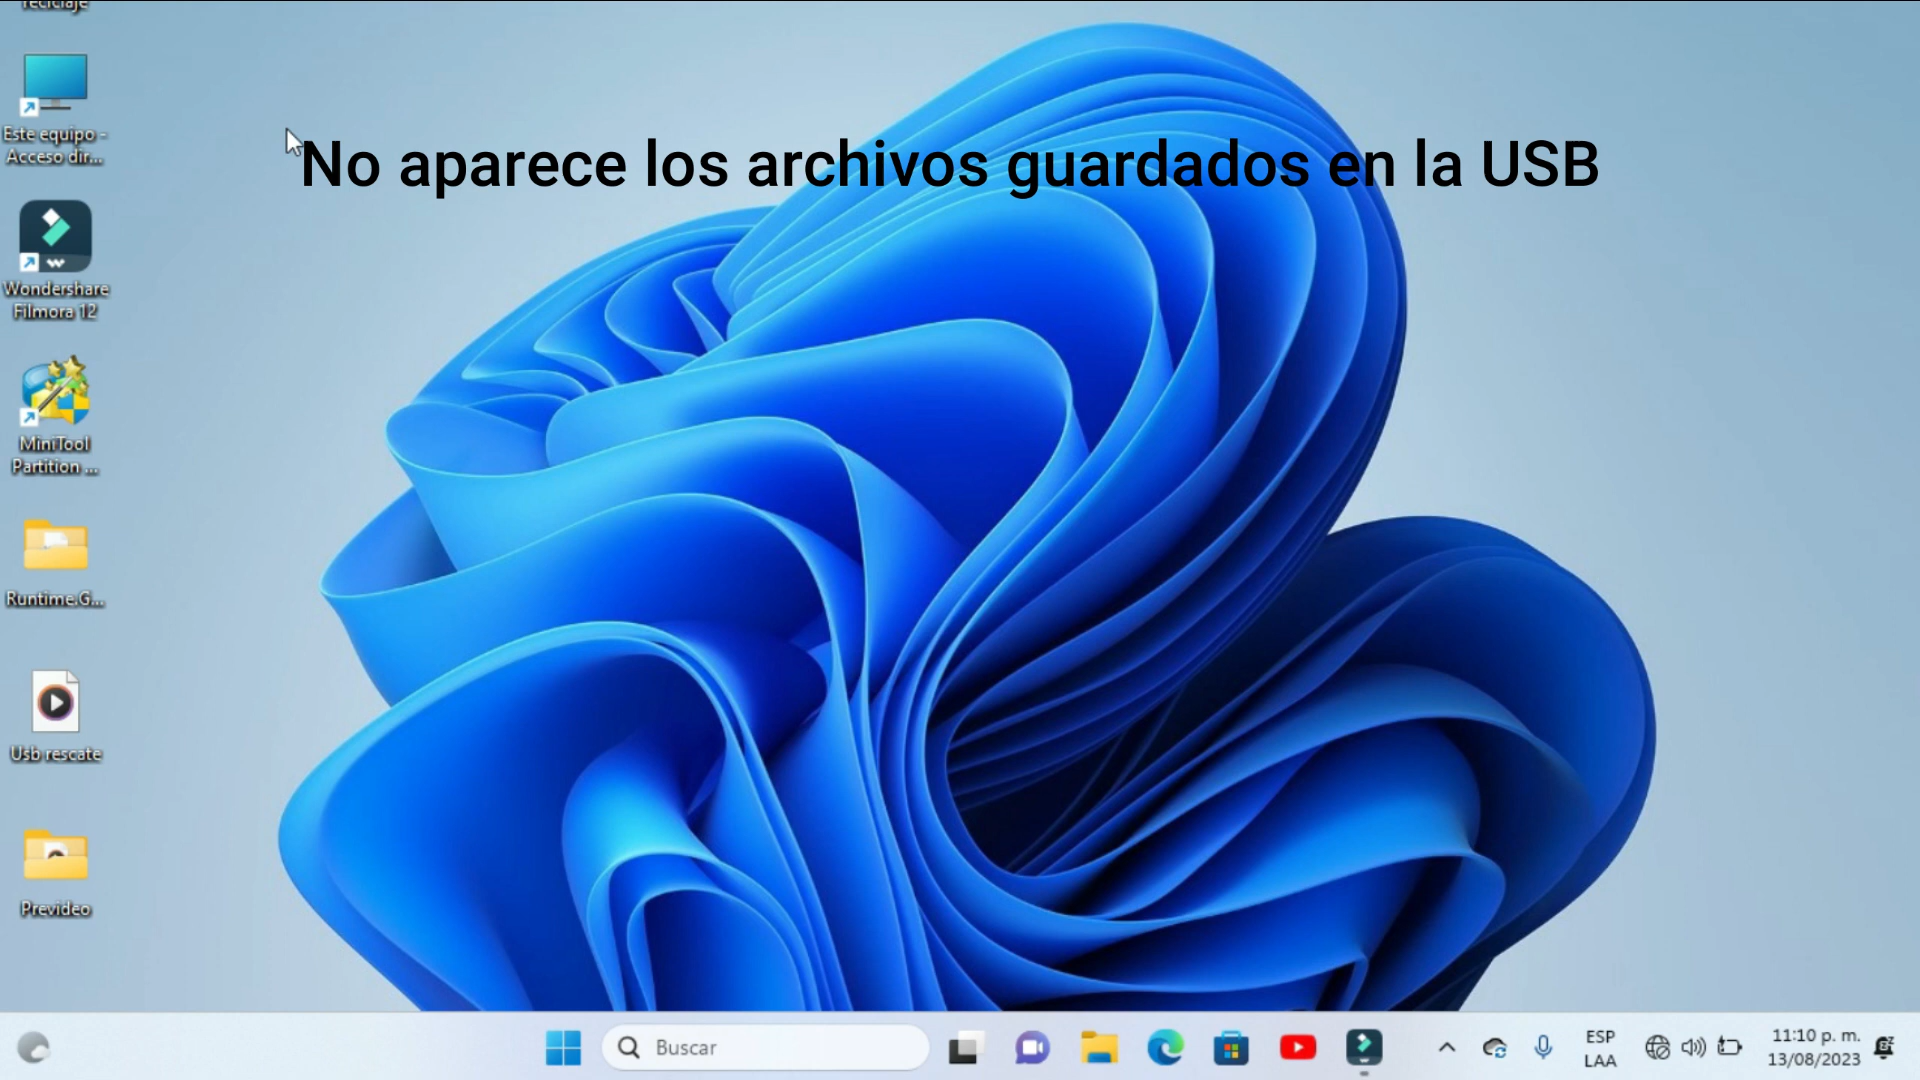 reciclaje
Este equipo -
Acceso dir...
Wondershare
Filmora 12
MiniTool
Partition ...
Runtime.G...
Usb rescate
Prevideo
No aparece los archivos guardados en la USB
Buscar
ESP
LAA
11:10 p. m.
13/08/2023